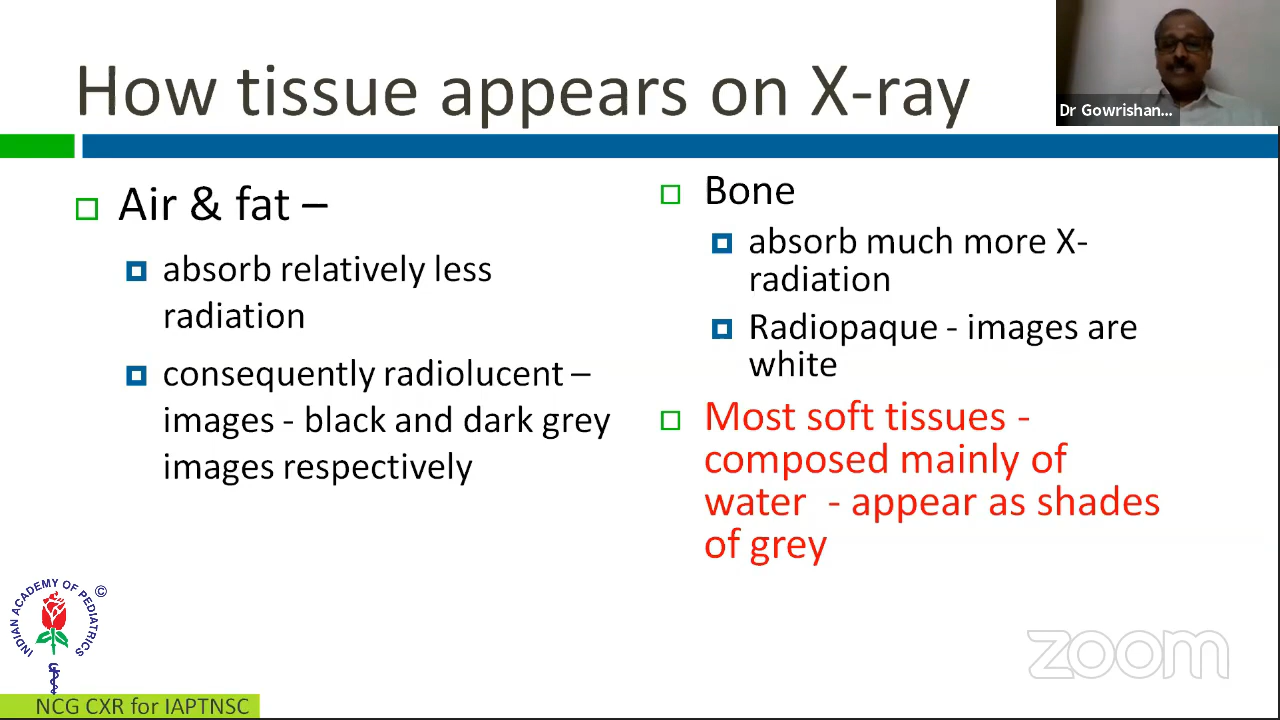 How tissue appears on X-ray
Dr Gowrishan...
Air & fat –
absorb relatively less
radiation
consequently radiolucent –
images - black and dark grey
images respectively
Bone
absorb much more X-
radiation
Radiopaque - images are
white
Most soft tissues -
composed mainly of
water - appear as shades
of grey
INDIAN ACADEMY OF PEDIATRICS ©
zoom
NCG CXR for IAPTNSC